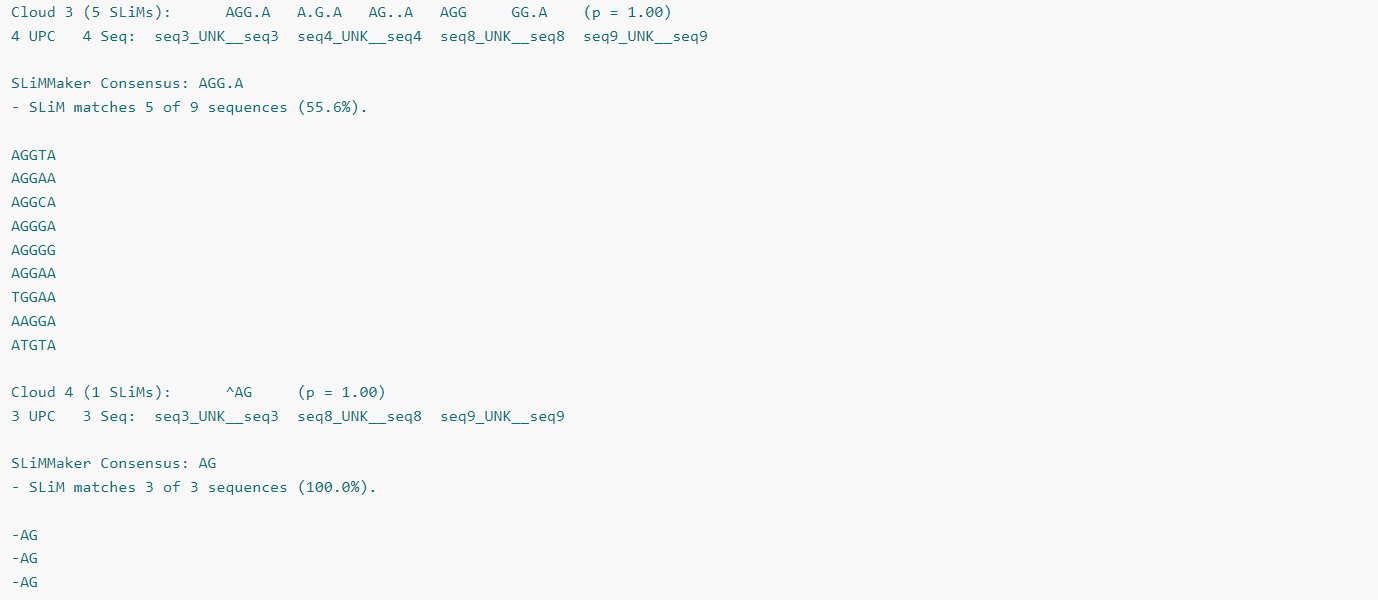 Cloud 3 (5 SLiMs):      AGG.A   A.G.A   AG..A   AGG     GG.A    (p = 1.00)
4 UPC   4 Seq:  seq3_UNK__seq3  seq4_UNK__seq4  seq8_UNK__seq8  seq9_UNK__seq9
SLiMMaker Consensus: AGG.A
- SLiM matches 5 of 9 sequences (55.6%).
AGGTA
AGGAA
AGGCA
AGGGA
AGGGG
AGGAA
TGGAA
AAGGA
ATGTA
Cloud 4 (1 SLiMs):      ^AG     (p = 1.00)
3 UPC   3 Seq:  seq3_UNK__seq3  seq8_UNK__seq8  seq9_UNK__seq9
SLiMMaker Consensus: AG
- SLiM matches 3 of 3 sequences (100.0%).
-AG
-AG
-AG